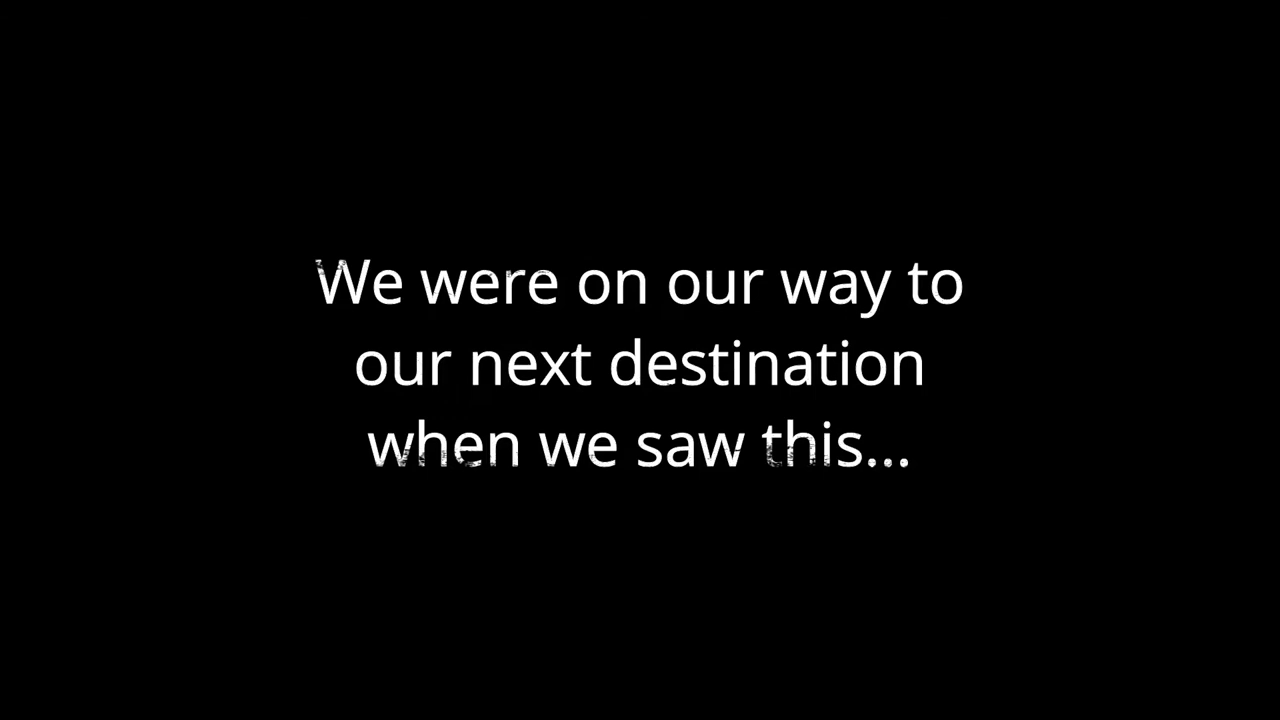 We were on our way to
our next destination
when we saw this...